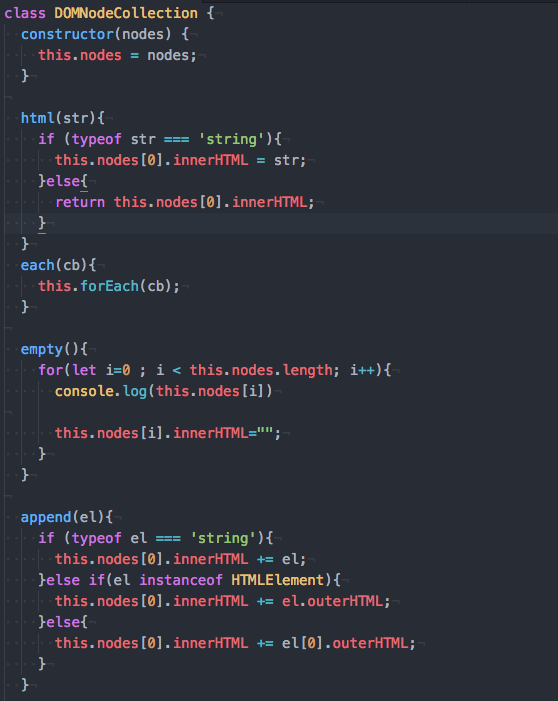 class DOMNodeCollection {
  constructor(nodes) {
    this.nodes = nodes;
  }

  html(str){
    if (typeof str === 'string'){
      this.nodes[0].innerHTML = str;
    }else{
      return this.nodes[0].innerHTML;
    }
  }
  each(cb){
    this.forEach(cb);
  }

  empty(){
    for(let i=0 ; i < this.nodes.length; i++){
      console.log(this.nodes[i])

      this.nodes[i].innerHTML="";
    }
  }

  append(el){
    if (typeof el === 'string'){
      this.nodes[0].innerHTML += el;
    }else if(el instanceof HTMLElement){
      this.nodes[0].innerHTML += el.outerHTML;
    }else{
      this.nodes[0].innerHTML += el[0].outerHTML;
    }
  }